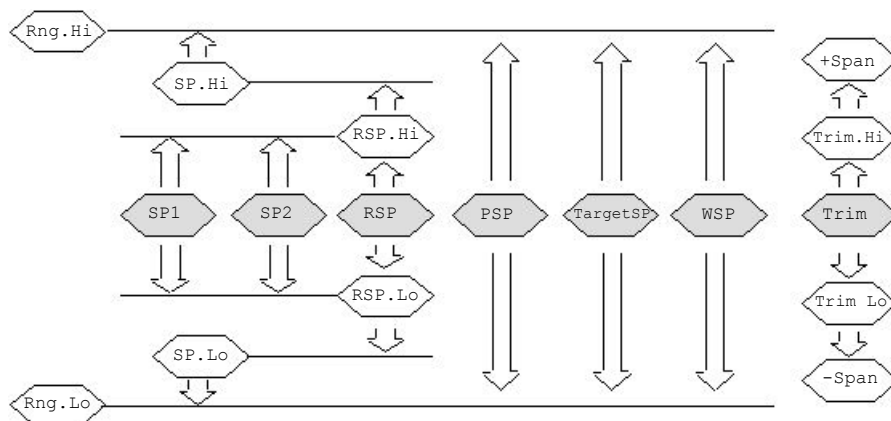 Rng.Hi
+Span
SP.Hi
RSP.Hi
Trim.Hi
SP1 SP2 RSP PSP TargetSP WSP Trim
RSP.Lo
Trim Lo
SP.Lo
-Span
Rng.Lo